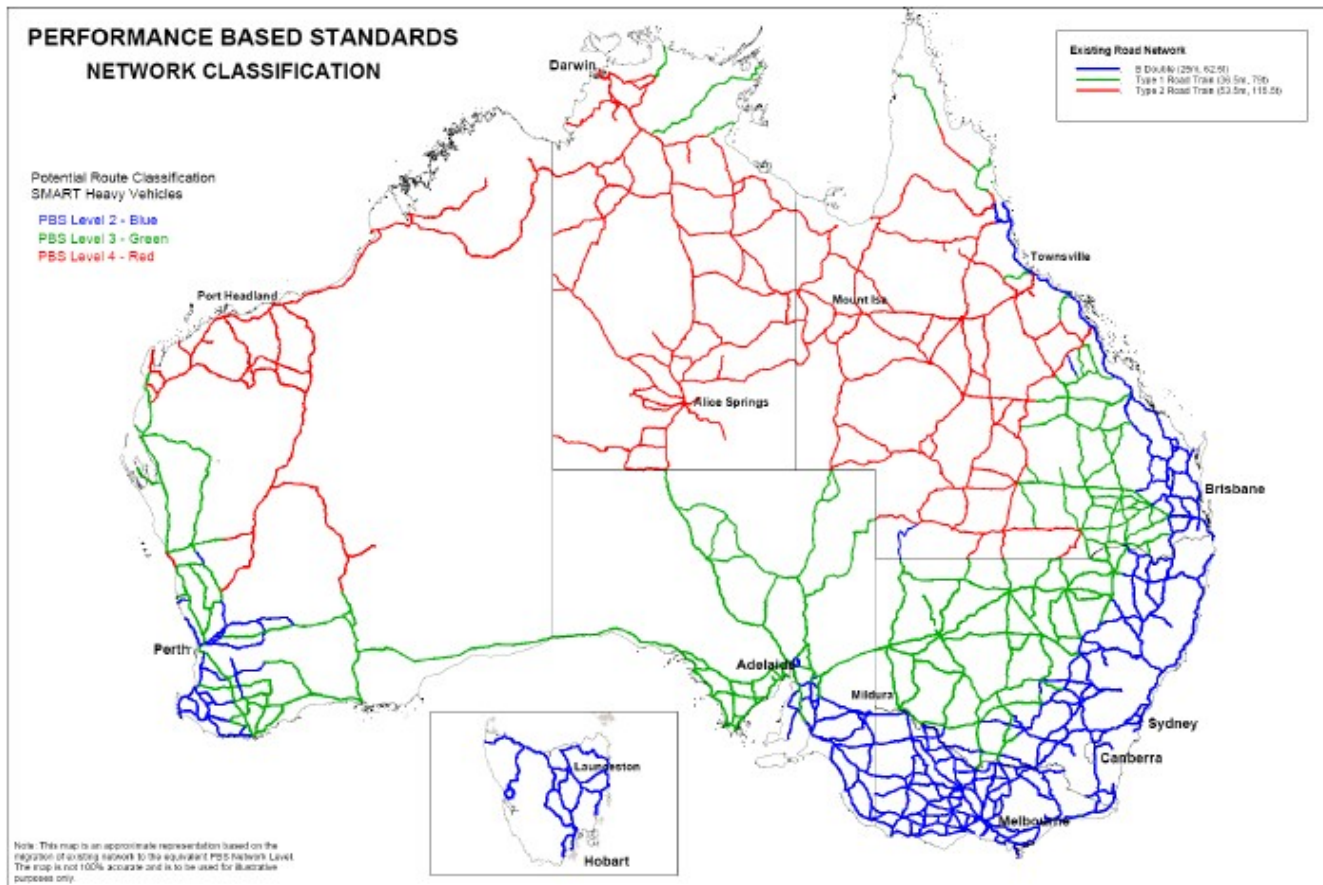 PERFORMANCE BASED STANDARDS
NETWORK CLASSIFICATION
Existing Road Network
B Double (25m, 62.5t)
Type 1 Road Train (36.5m, 79t)
Type 2 Road Train (53.5m, 115.5t)
Darwin
Potential Route Classification
SMART Heavy Vehicles
PBS Level 2 - Blue
PBS Level 3 - Green
PBS Level 4 - Red
Townsville
Port Headland
Mount Isa
Alice Springs
Brisbane
Perth
Adelaide
Mildura
Sydney
Canberra
Launceston
Melbourne
Hobart
Note: This map is an approximate representation based on the
migration of existing network to the equivalent PBS Network Level.
The map is not 100% accurate and is to be used for illustrative
purposes only.